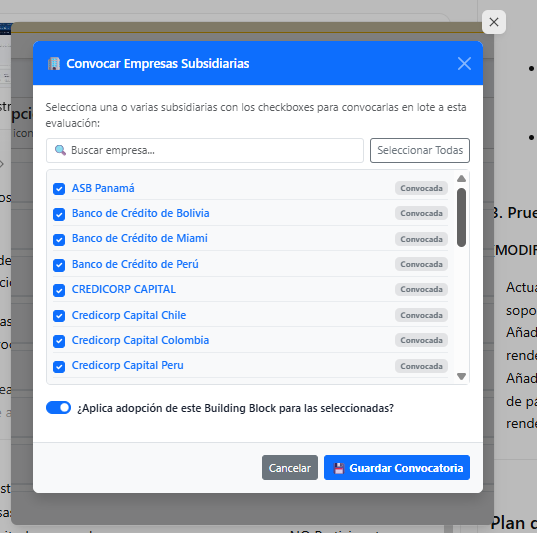 Convocar Empresas Subsidiarias
Selecciona una o varias subsidiarias con los checkboxes para convocarlas en lote a esta
evaluación:
Buscar empresa...
Seleccionar Todas
ASB Panamá Convocada
Banco de Crédito de Bolivia Convocada
Banco de Crédito de Miami Convocada
Banco de Crédito de Perú Convocada
CREDICORP CAPITAL Convocada
Credicorp Capital Chile Convocada
Credicorp Capital Colombia Convocada
Credicorp Capital Peru Convocada
¿Aplica adopción de este Building Block para las seleccionadas?
Cancelar
Guardar Convocatoria
3. Prue
MODIF
Actua
sopo
Añad
rende
Añad
de pa
rende
Plan d